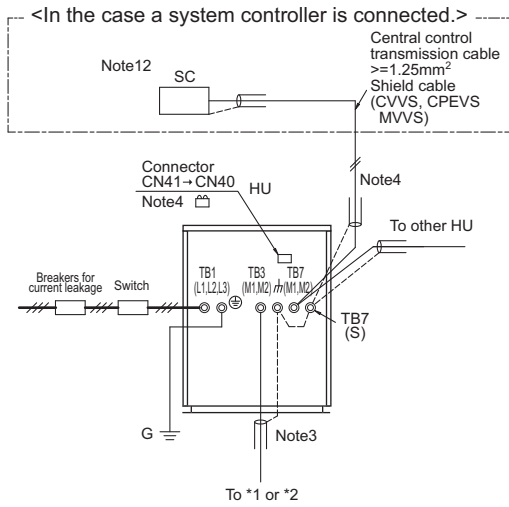 <In the case a system controller is connected.>
Note12
SC
Central control
transmission cable
>=1.25mm²
Shield cable
(CVVS, CPEVS
MVVS)
Connector
CN41→CN40
Note4
HU
Note4
To other HU
TB1
(L1,L2,L3)
TB3
(M1,M2)
TB7
(M1,M2)
Breakers for
current leakage
Switch
TB7
(S)
G
Note3
To *1 or *2